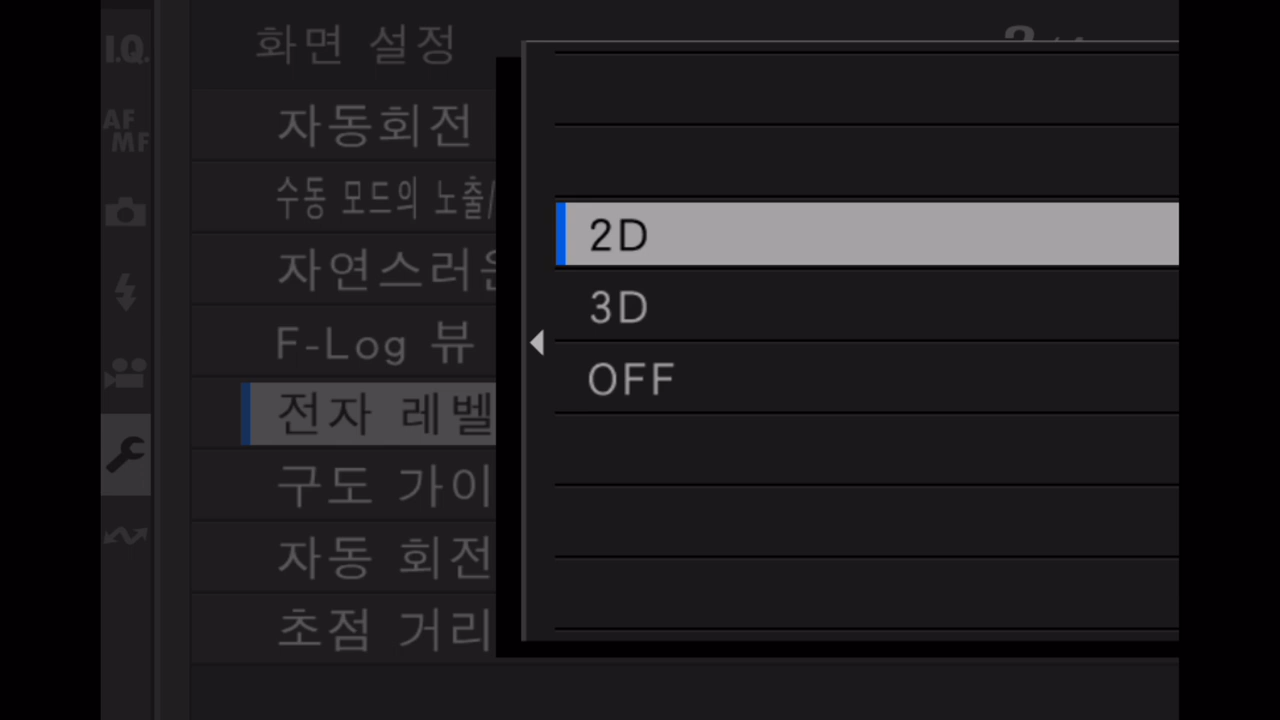 I.Q.
AF
MF
화면 설정
자동회전
수동 모드의 노출/
자연스러운
F-Log 뷰
전자 레벨
구도 가이
자동 회전
초점 거리
2D
3D
OFF